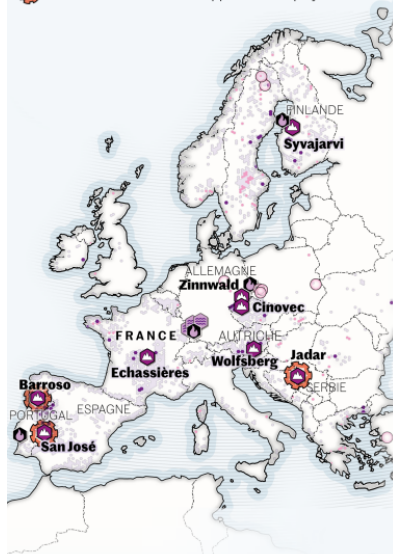 FINLANDE
Syvajarvi
ALLEMAGNE
Zinnwald
Cinovec
FRANCE
AUTRICHE
Echassières
Wolfsberg
Jadar
SERBIE
Barroso
PORTUGAL
ESPAGNE
San José